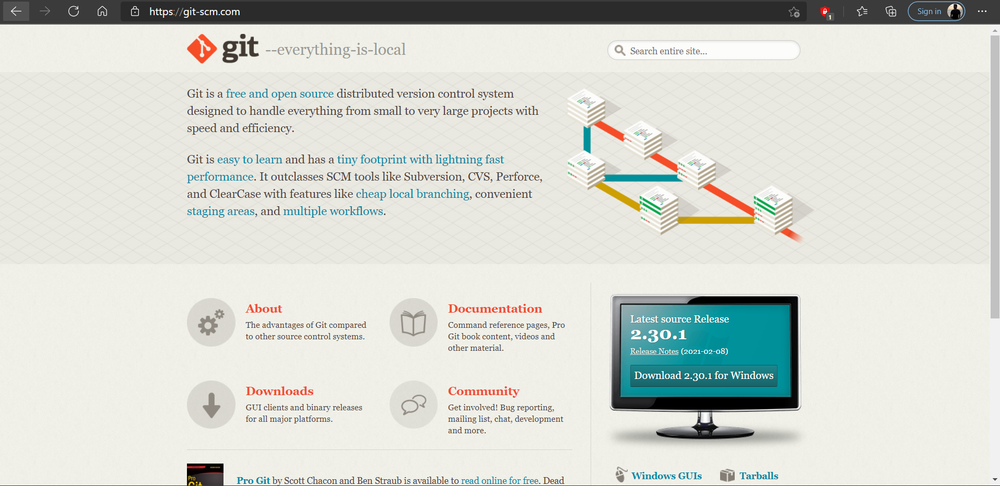 https://git-scm.com
1
Sign in
git --everything-is-local
Search entire site...
Git is a free and open source distributed version control system
designed to handle everything from small to very large projects with
speed and efficiency.
Git is easy to learn and has a tiny footprint with lightning fast
performance. It outclasses SCM tools like Subversion, CVS, Perforce,
and ClearCase with features like cheap local branching, convenient
staging areas, and multiple workflows.
About
The advantages of Git compared
to other source control systems.
Documentation
Command reference pages, Pro
Git book content, videos and
other material.
Downloads
GUI clients and binary releases
for all major platforms.
Community
Get involved! Bug reporting,
mailing list, chat, development
and more.
Latest source Release
2.30.1
Release Notes (2021-02-08)
Download 2.30.1 for Windows
Pro
Git
Pro Git by Scott Chacon and Ben Straub is available to read online for free. Dead
Windows GUIs
Tarballs